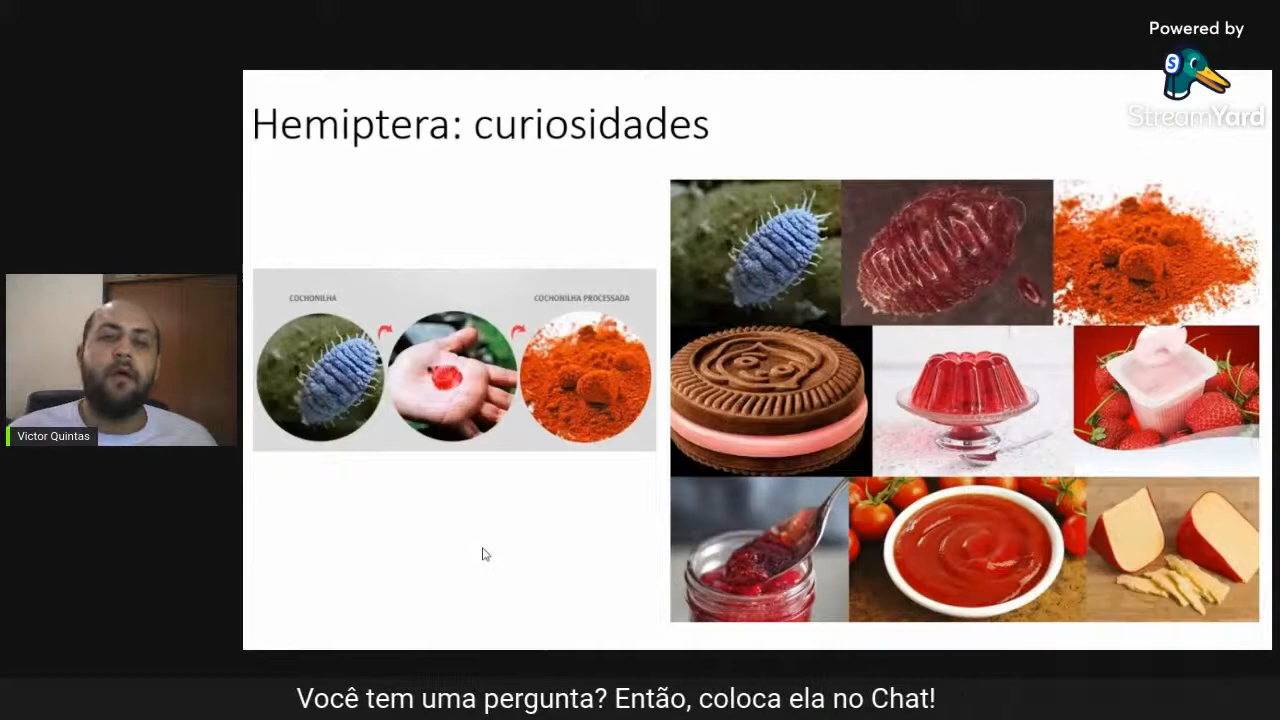 Powered by
StreamYard
Hemiptera: curiosidades
COCHONILHA
COCHONILHA PROCESSADA
Victor Quintas
Você tem uma pergunta? Então, coloca ela no Chat!